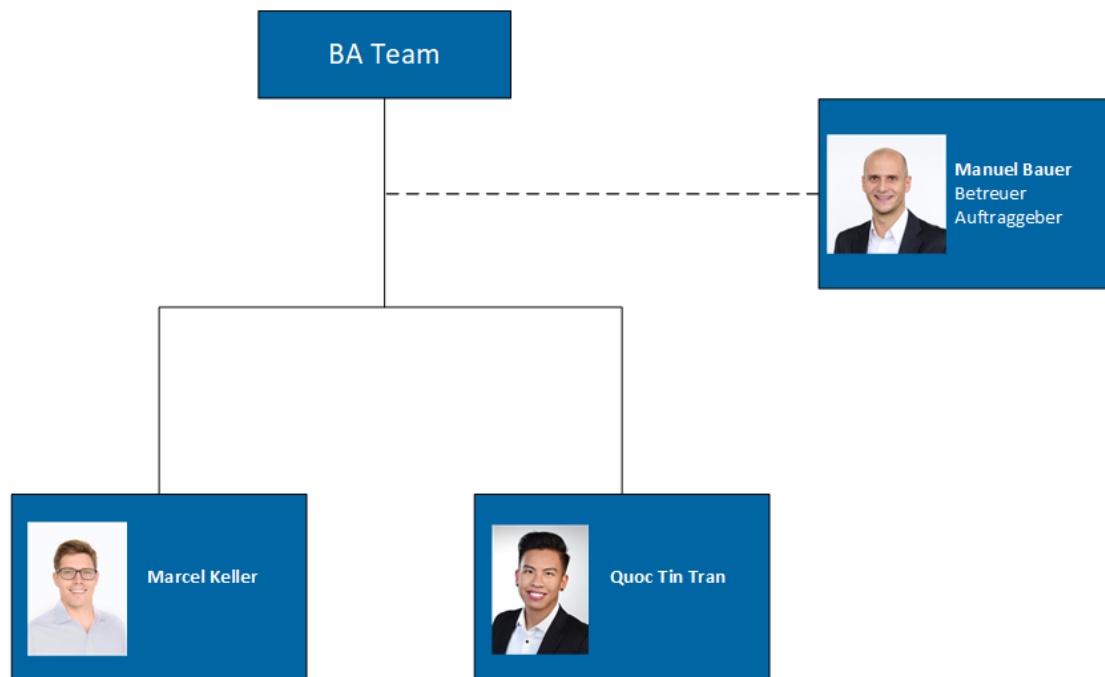 BA Team
Manuel Bauer
Betreuer
Auftraggeber
Marcel Keller
Quoc Tin Tran